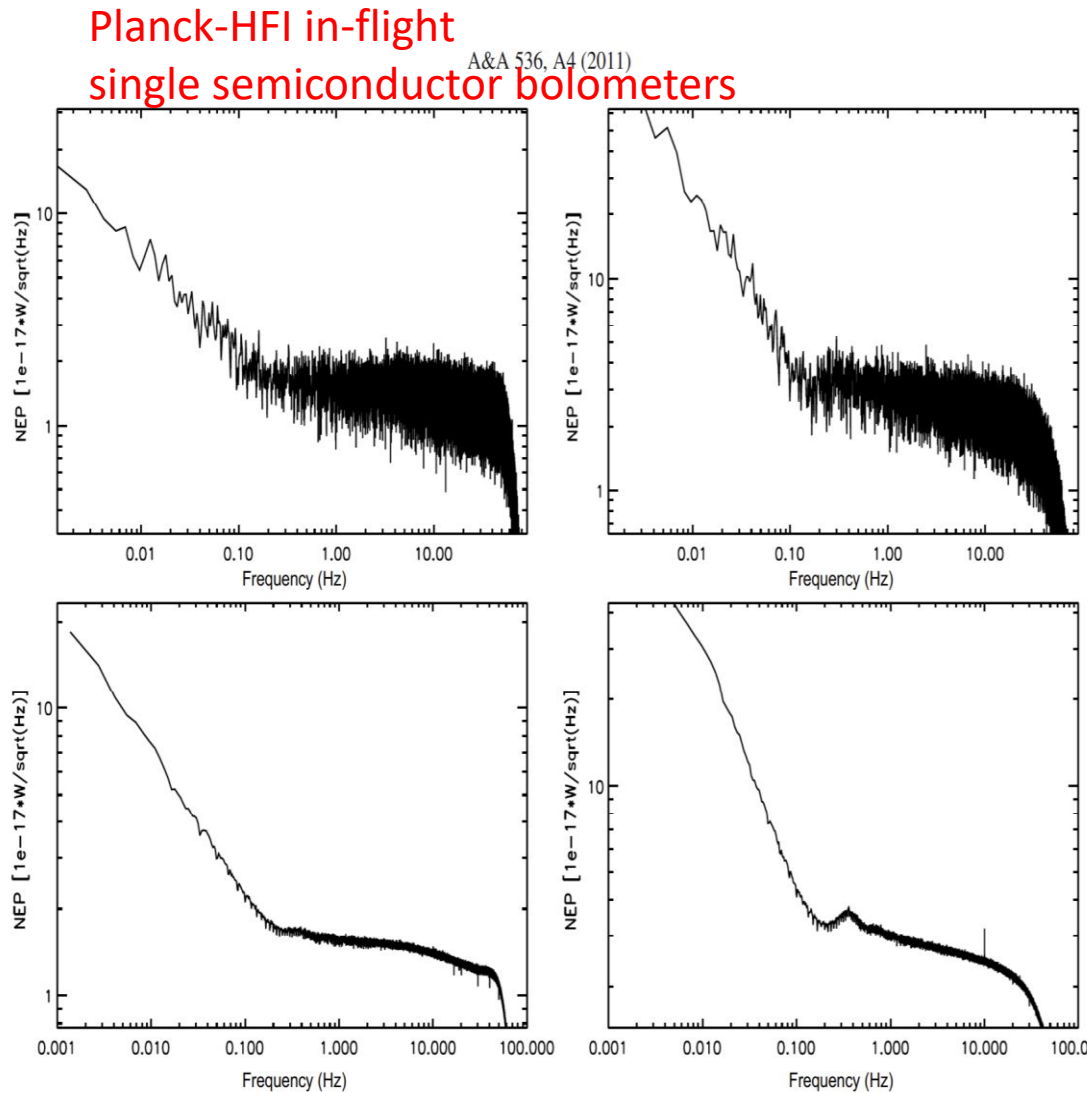 Planck-HFI in-flight
A&A 536, A4 (2011)
single semiconductor bolometers
NEP [1e-17*W/sqrt(Hz)]
10
1
0.01 0.10 1.00 10.00
Frequency (Hz)
NEP [1e-17*W/sqrt(Hz)]
10
1
0.01 0.10 1.00 10.00
Frequency (Hz)
NEP [1e-17*W/sqrt(Hz)]
10
1
0.001 0.010 0.100 1.000 10.000 100.000
Frequency (Hz)
NEP [1e-17*W/sqrt(Hz)]
10
0.001 0.010 0.100 1.000 10.000 100.0
Frequency (Hz)